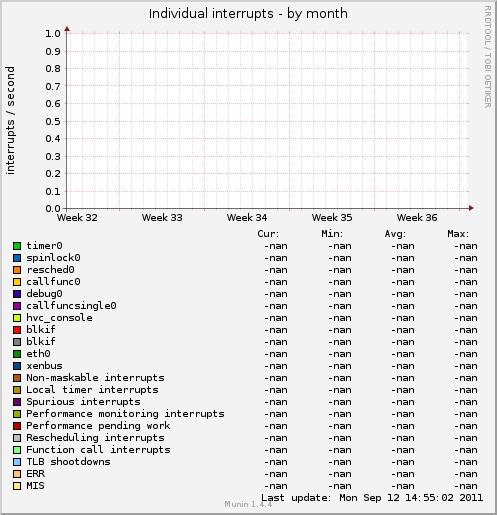 Individual interrupts - by month
RRDTOOL / TOBI OETIKER
interrupts / second
1.0
0.9
0.8
0.7
0.6
0.5
0.4
0.3
0.2
0.1
0.0
Week 32 Week 33 Week 34 Week 35 Week 36
Cur: Min: Avg: Max:
timer0 -nan -nan -nan -nan
spinlock0 -nan -nan -nan -nan
resched0 -nan -nan -nan -nan
callfunc0 -nan -nan -nan -nan
debug0 -nan -nan -nan -nan
callfuncsingle0 -nan -nan -nan -nan
hvc_console -nan -nan -nan -nan
blkif -nan -nan -nan -nan
blkif -nan -nan -nan -nan
eth0 -nan -nan -nan -nan
xenbus -nan -nan -nan -nan
Non-maskable interrupts -nan -nan -nan -nan
Local timer interrupts -nan -nan -nan -nan
Spurious interrupts -nan -nan -nan -nan
Performance monitoring interrupts -nan -nan -nan -nan
Performance pending work -nan -nan -nan -nan
Rescheduling interrupts -nan -nan -nan -nan
Function call interrupts -nan -nan -nan -nan
TLB shootdowns -nan -nan -nan -nan
ERR -nan -nan -nan -nan
MIS -nan -nan -nan -nan
Last update: Mon Sep 12 14:55:02 2011
Munin 1.4.4